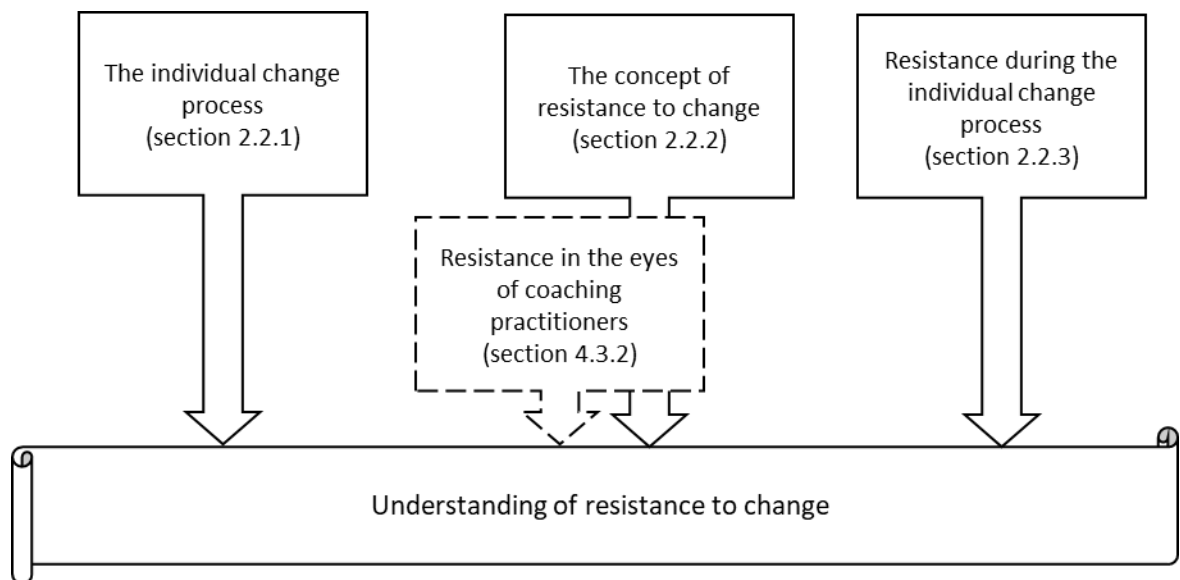 The individual change
process
(section 2.2.1)
The concept of
resistance to change
(section 2.2.2)
Resistance during the
individual change
process
(section 2.2.3)
Resistance in the eyes
of coaching
practitioners
(section 4.3.2)
Understanding of resistance to change